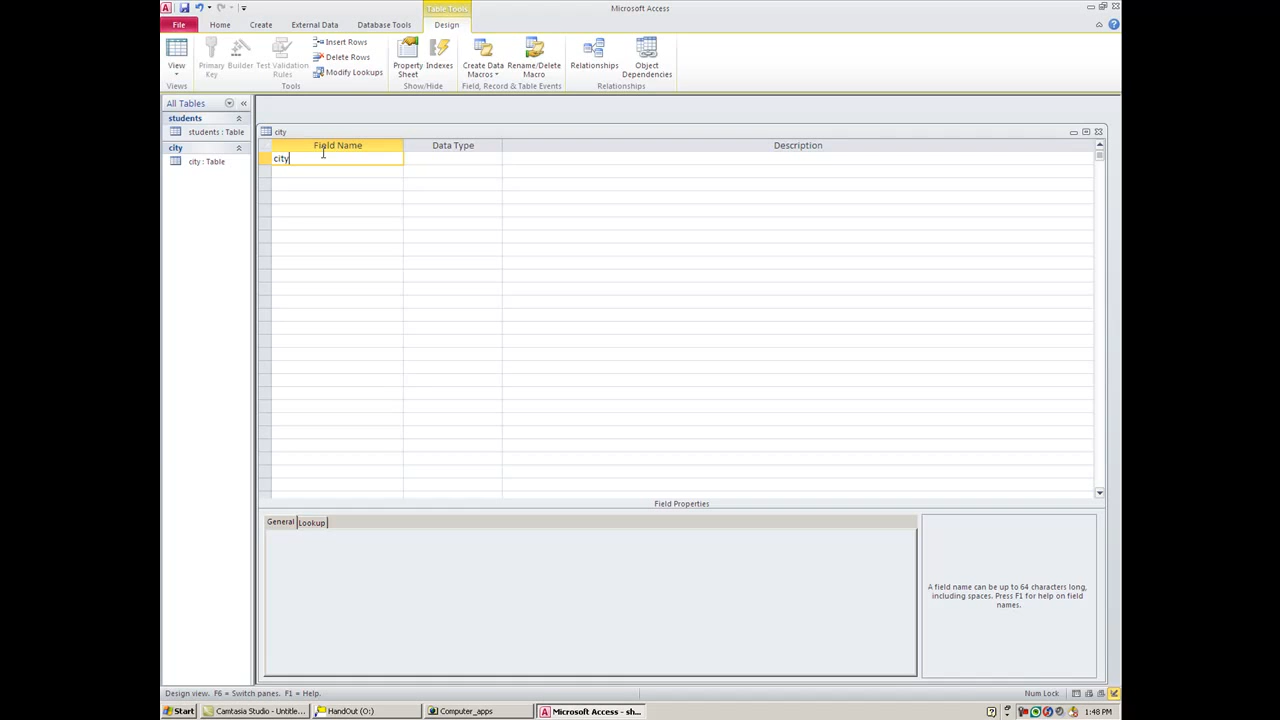 Table Tools
Microsoft Access
File Home Create External Data Database Tools Design
View
Primary Key
Builder
Test Validation Rules
Insert Rows
Delete Rows
Modify Lookups
Property Sheet
Indexes
Create Data Macros
Rename/Delete Macro
Relationships
Object Dependencies
Views Tools Show/Hide Field, Record & Table Events Relationships
All Tables
students
students : Table
city
city : Table
city
Field Name Data Type Description
city
Field Properties
General Lookup
A field name can be up to 64 characters long,
including spaces. Press F1 for help on field
names.
Design view. F6 = Switch panes. F1 = Help.
Num Lock
Start Camtasia Studio - Untitle... HandOut (O:) Computer_apps Microsoft Access - sh... 1:48 PM